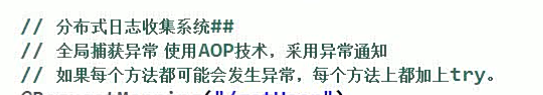 // 分布式日志收集系统##
// 全局捕获异常 使用AOP技术，采用异常通知
// 如果每个方法都可能会发生异常，每个方法上都加上try。